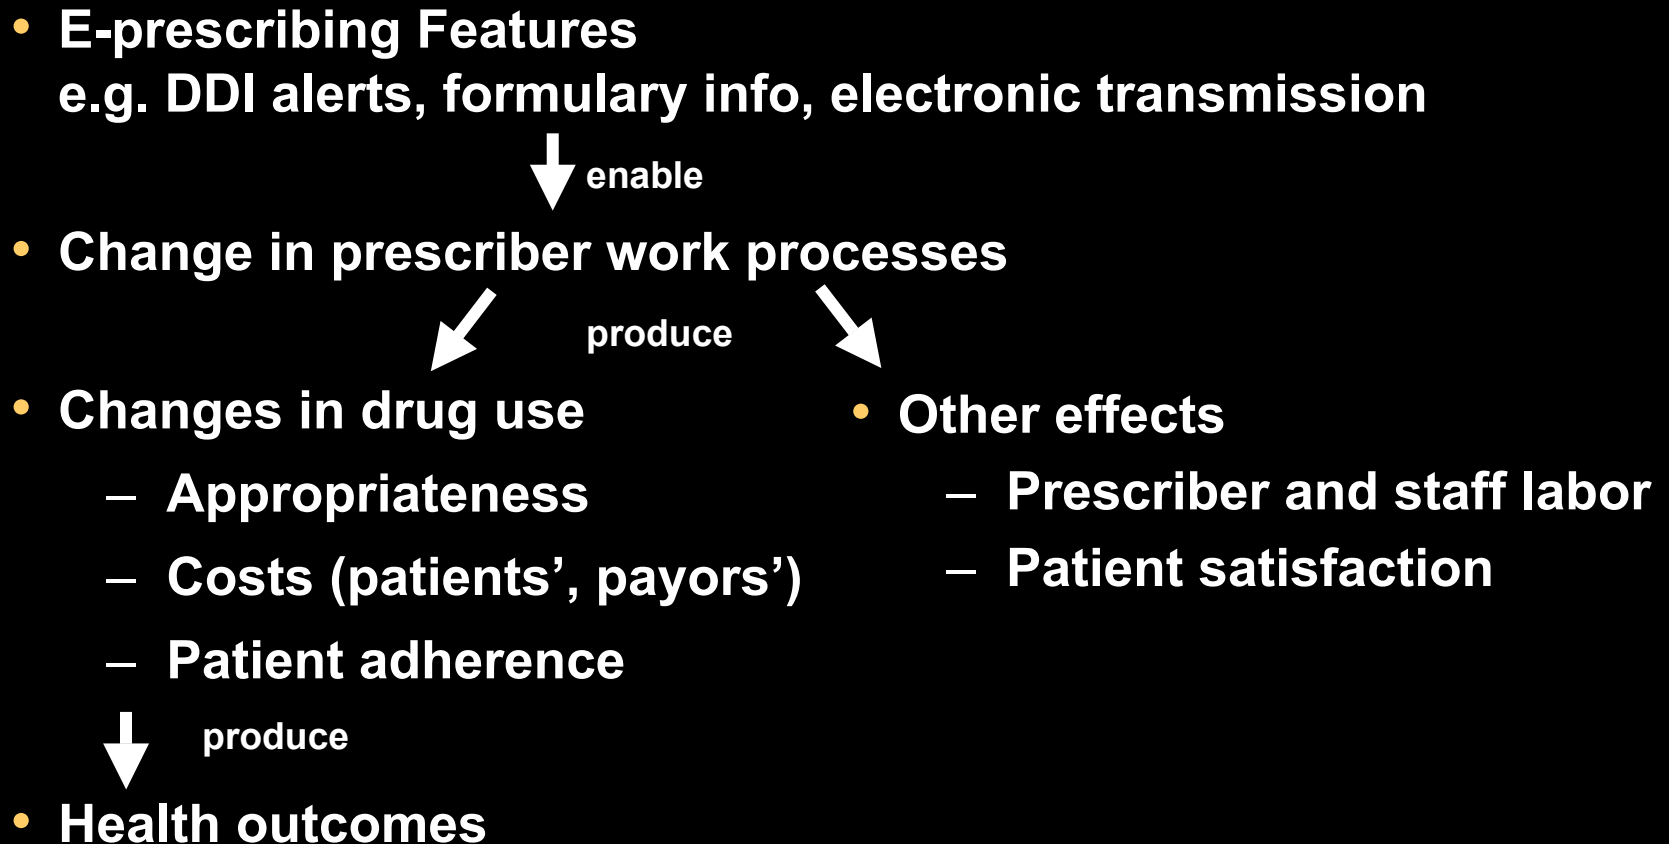 • E-prescribing Features
e.g. DDI alerts, formulary info, electronic transmission
enable
• Change in prescriber work processes
produce
• Changes in drug use
– Appropriateness
– Costs (patients’, payors’)
– Patient adherence
• Other effects
– Prescriber and staff labor
– Patient satisfaction
produce
• Health outcomes